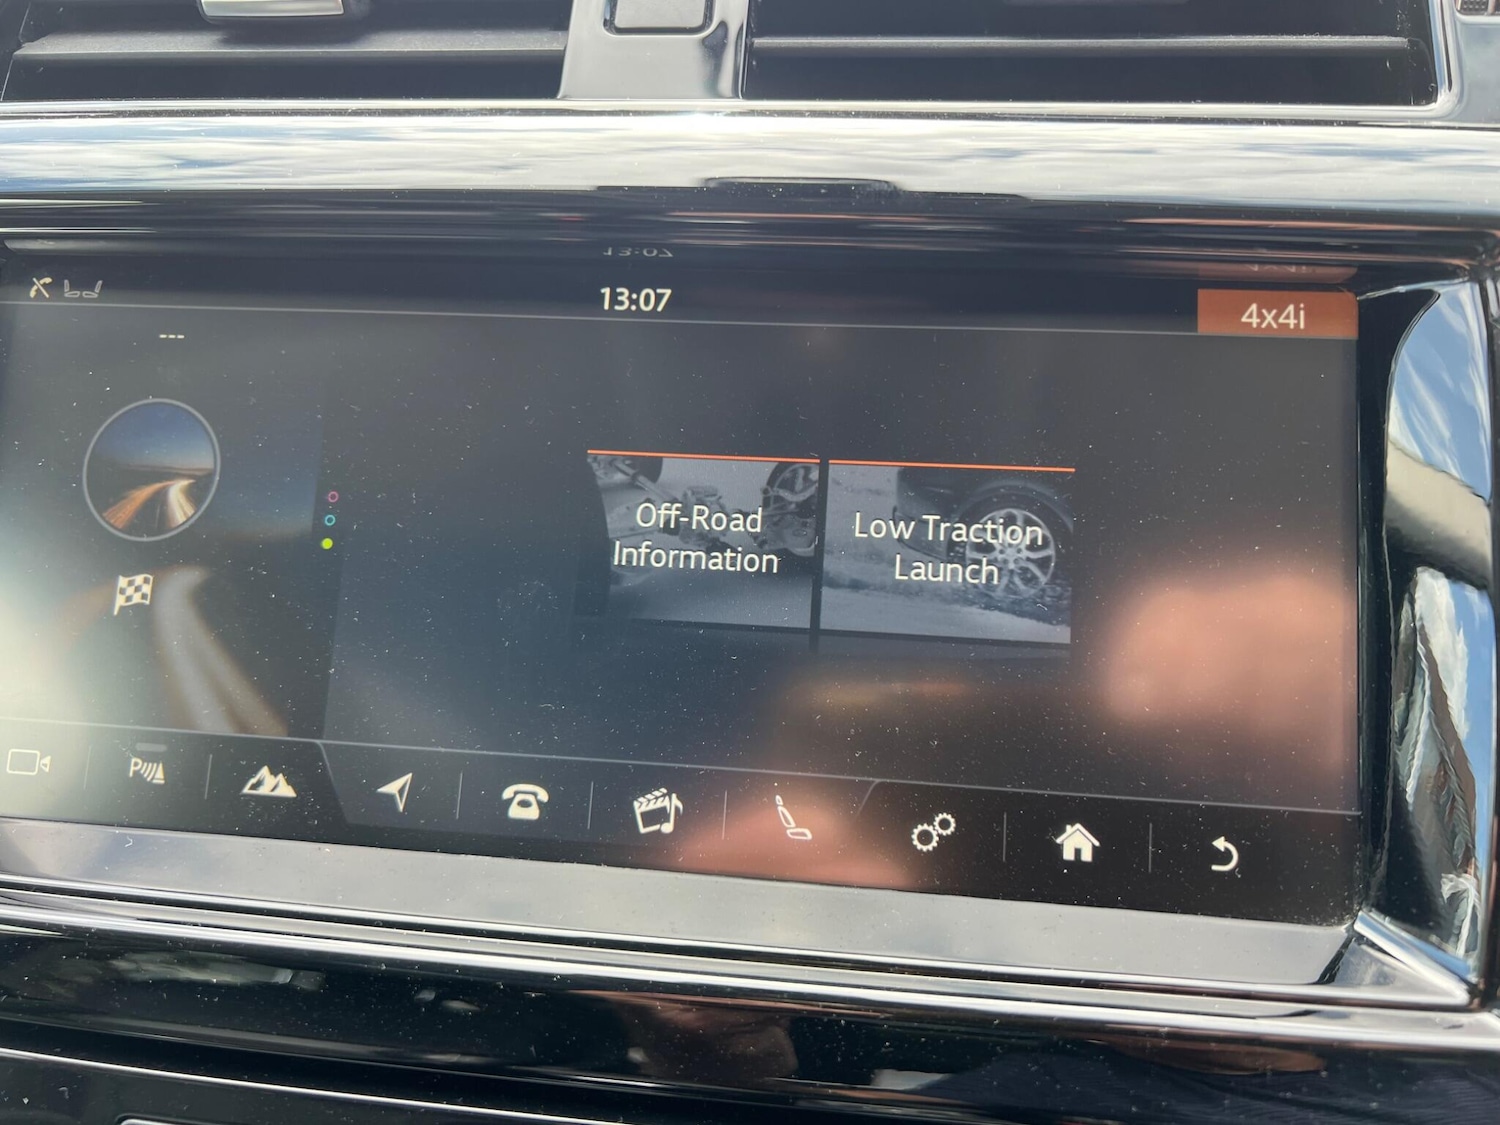 13:07
4x4i
---
Off-Road
Information
Low Traction
Launch
P